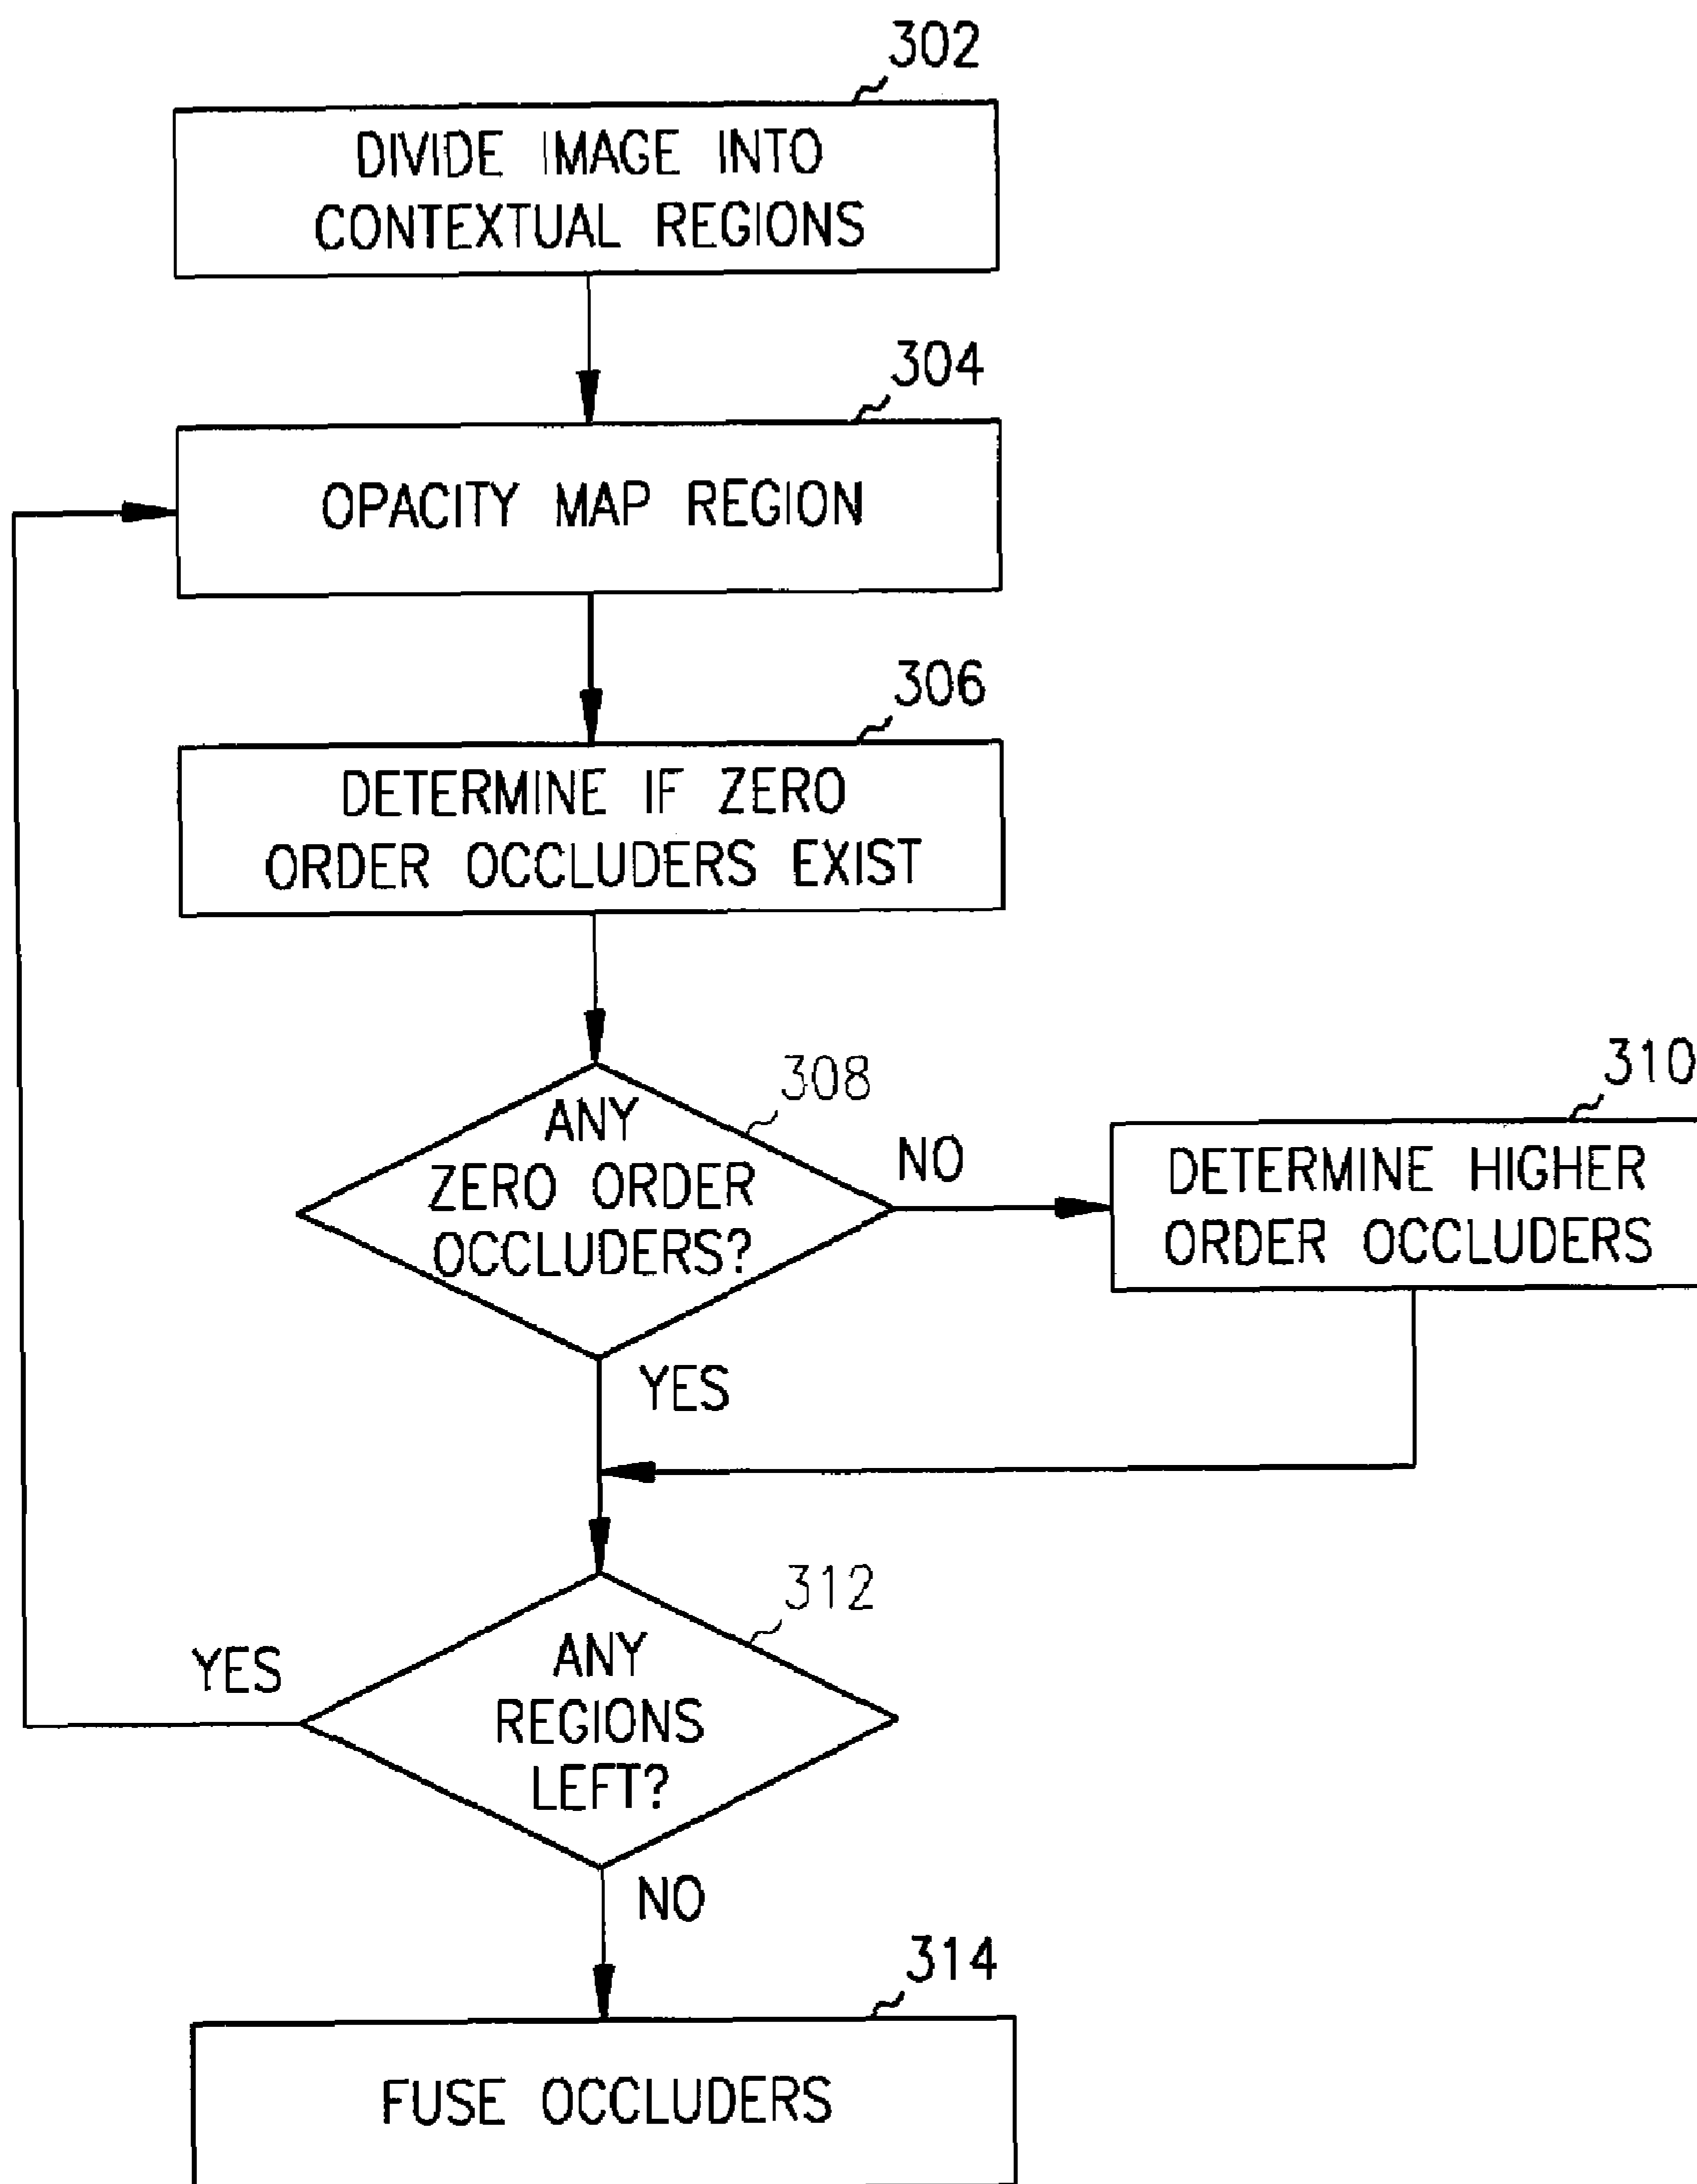 302
DIVIDE IMAGE INTO
CONTEXTUAL REGIONS
304
OPACITY MAP REGION
306
DETERMINE IF ZERO
ORDER OCCLUDERS EXIST
308
ANY
ZERO ORDER
OCCLUDERS?
NO
310
DETERMINE HIGHER
ORDER OCCLUDERS
YES
312
ANY
REGIONS
LEFT?
YES
NO
314
FUSE OCCLUDERS